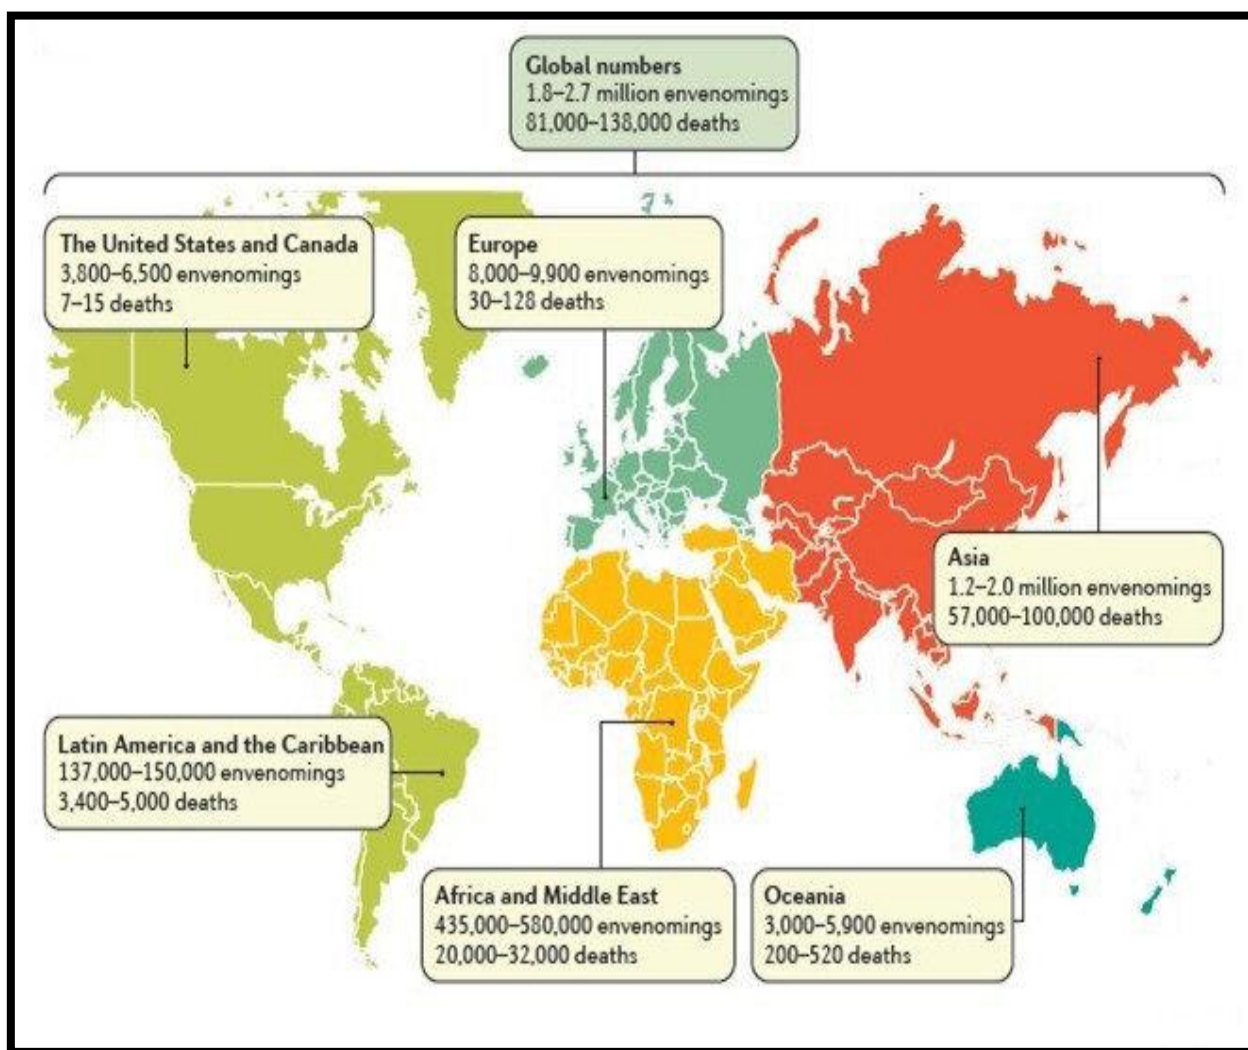 Global numbers
1.8–2.7 million envenomings
81,000–138,000 deaths
The United States and Canada
3,800–6,500 envenomings
7–15 deaths
Europe
8,000–9,900 envenomings
30–128 deaths
Asia
1.2–2.0 million envenomings
57,000–100,000 deaths
Latin America and the Caribbean
137,000–150,000 envenomings
3,400–5,000 deaths
Africa and Middle East
435,000–580,000 envenomings
20,000–32,000 deaths
Oceania
3,000–5,900 envenomings
200–520 deaths